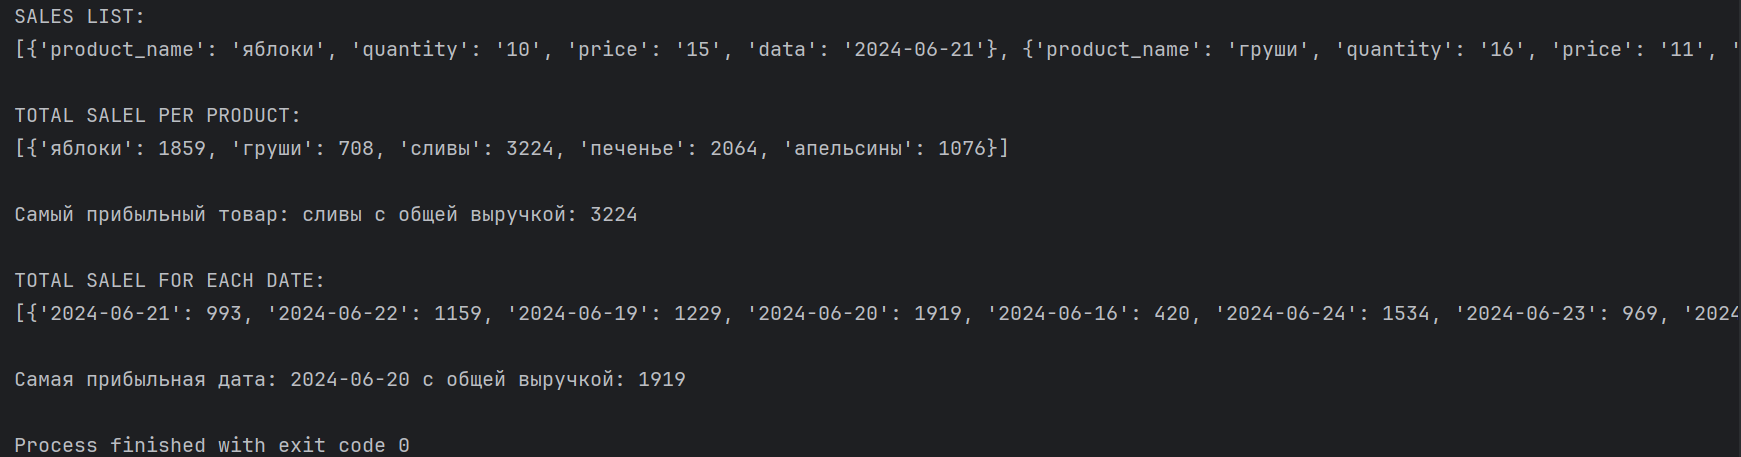 SALES LIST:
[{'product_name': 'яблоки', 'quantity': '10', 'price': '15', 'data': '2024-06-21'}, {'product_name': 'груши', 'quantity': '16', 'price': '11', '
TOTAL SALEL PER PRODUCT:
[{'яблоки': 1859, 'груши': 708, 'сливы': 3224, 'печенье': 2064, 'апельсины': 1076}]
Самый прибыльный товар: сливы с общей выручкой: 3224
TOTAL SALEL FOR EACH DATE:
[{'2024-06-21': 993, '2024-06-22': 1159, '2024-06-19': 1229, '2024-06-20': 1919, '2024-06-16': 420, '2024-06-24': 1534, '2024-06-23': 969, '2024
Самая прибыльная дата: 2024-06-20 с общей выручкой: 1919
Process finished with exit code 0